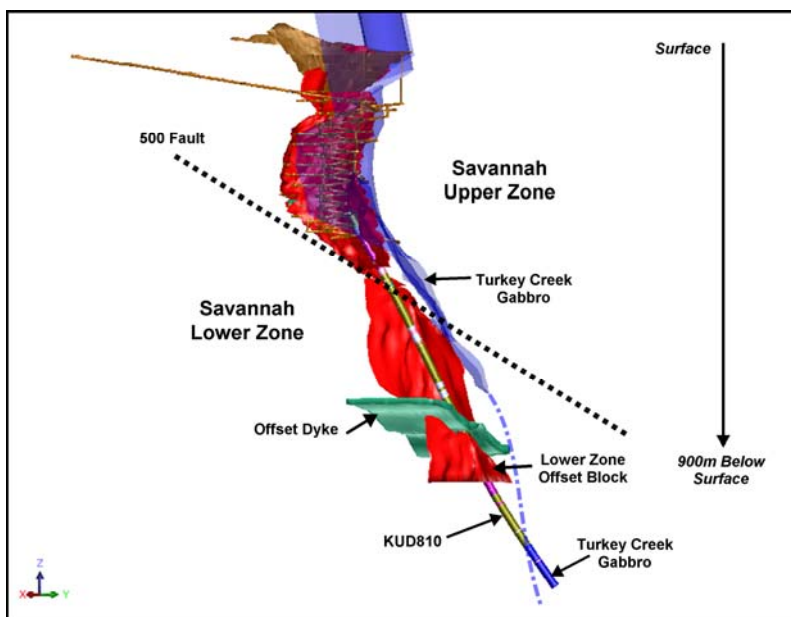 Surface
500 Fault
Savannah
Upper Zone
Turkey Creek
Gabbro
Savannah
Lower Zone
Offset Dyke
Lower Zone
Offset Block
900m Below
Surface
KUD810
Turkey Creek
Gabbro
Z
X
Y